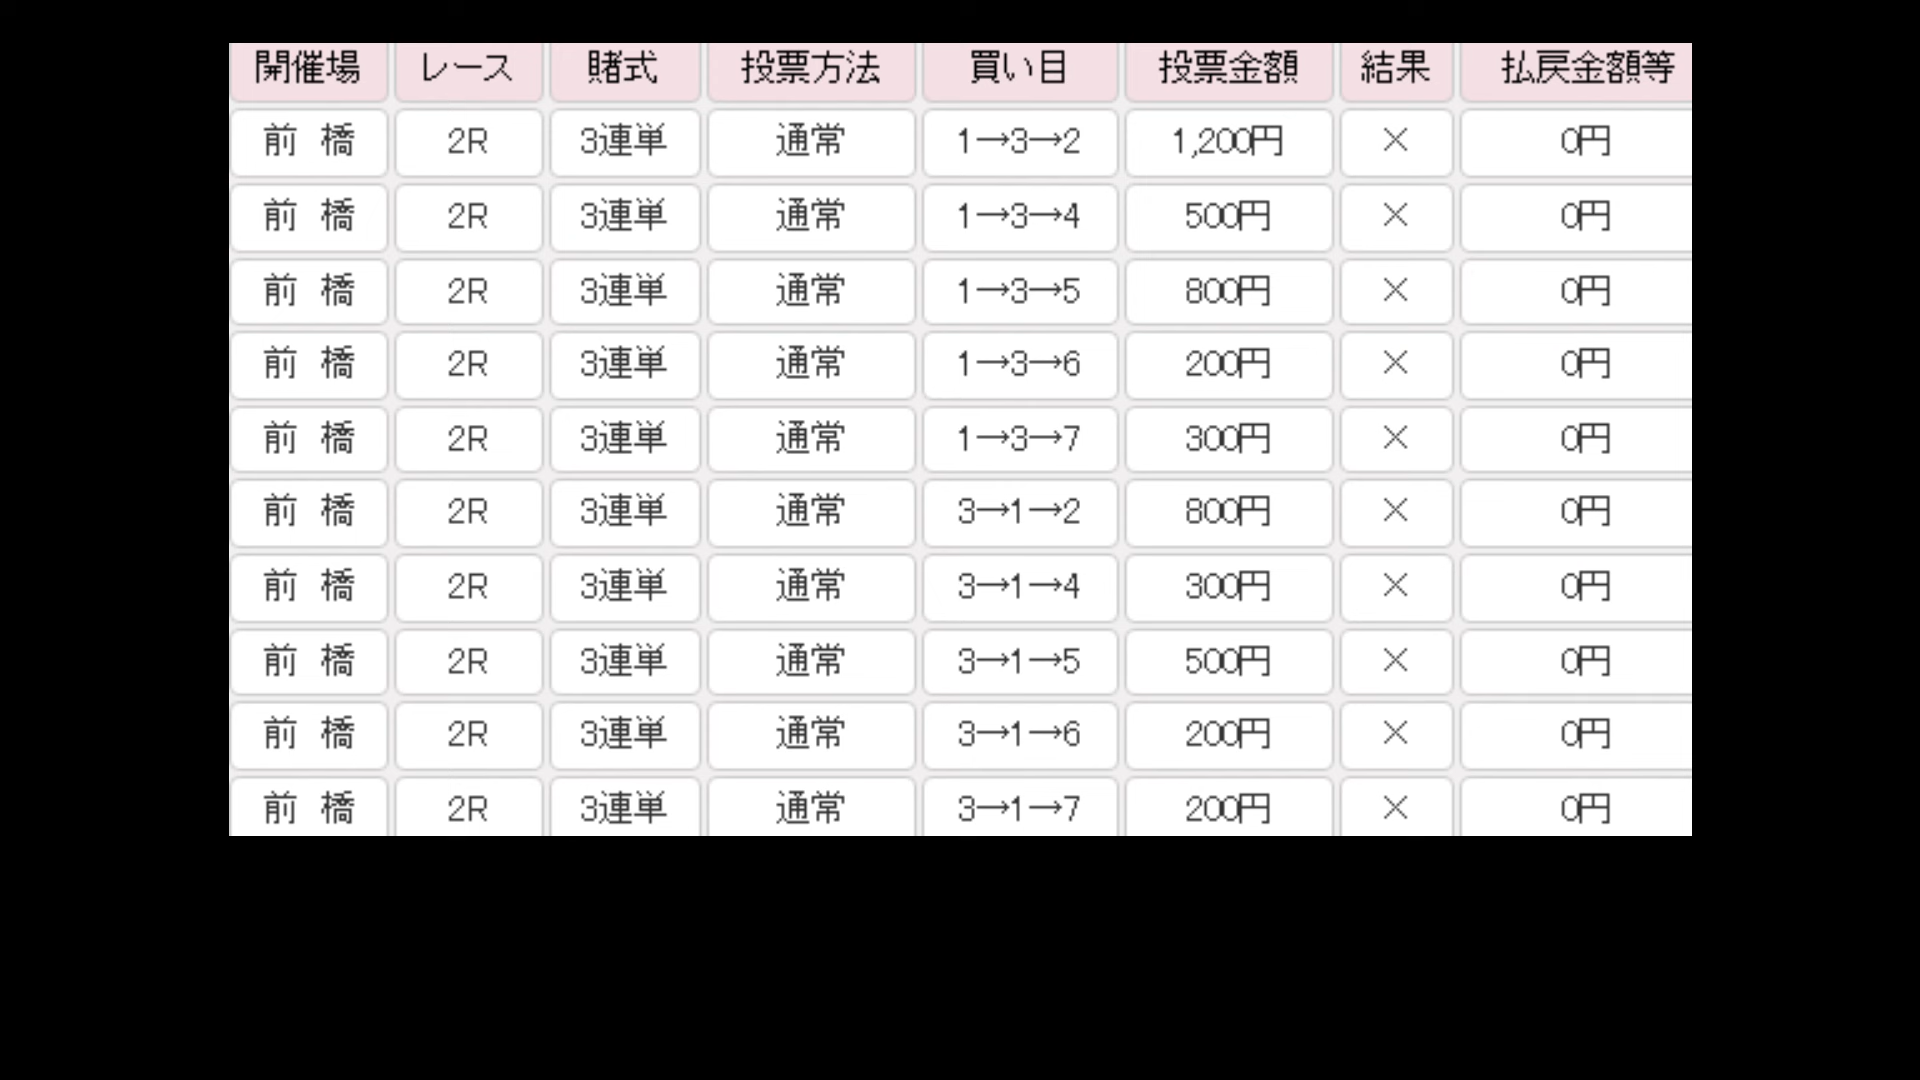 開催場 レース 賭式 投票方法 買い目 投票金額 結果 払戻金額等
前 橋 2R 3連単 通常 1→3→2 1,200円 × 0円
前 橋 2R 3連単 通常 1→3→4 500円 × 0円
前 橋 2R 3連単 通常 1→3→5 800円 × 0円
前 橋 2R 3連単 通常 1→3→6 200円 × 0円
前 橋 2R 3連単 通常 1→3→7 300円 × 0円
前 橋 2R 3連単 通常 3→1→2 800円 × 0円
前 橋 2R 3連単 通常 3→1→4 300円 × 0円
前 橋 2R 3連単 通常 3→1→5 500円 × 0円
前 橋 2R 3連単 通常 3→1→6 200円 × 0円
前 橋 2R 3連単 通常 3→1→7 200円 × 0円